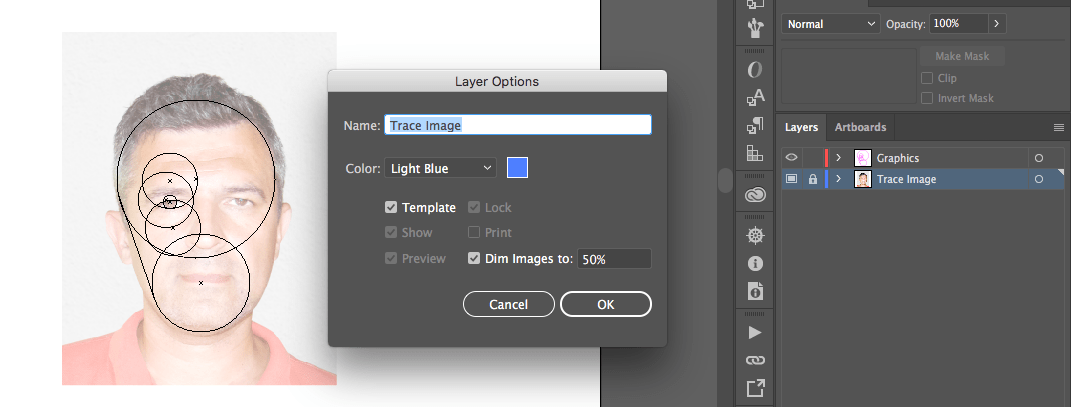 Normal
Opacity:
100%
Make Mask
Clip
Invert Mask
Layer Options
Name:
Trace Image
Color:
Light Blue
Template
Lock
Show
Print
Preview
Dim Images to:
50%
Cancel
OK
Layers
Artboards
Graphics
Trace Image